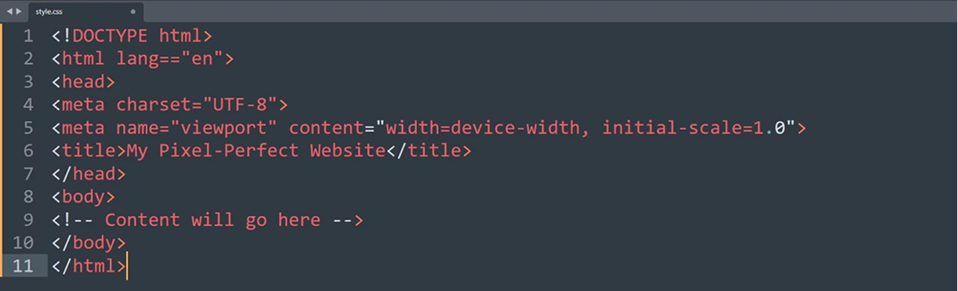 style.css
1 <!DOCTYPE html>
2 <html lang=="en">
3 <head>
4 <meta charset="UTF-8">
5 <meta name="viewport" content="width=device-width, initial-scale=1.0">
6 <title>My Pixel-Perfect Website</title>
7 </head>
8 <body>
9 <!-- Content will go here -->
10 </body>
11 </html>